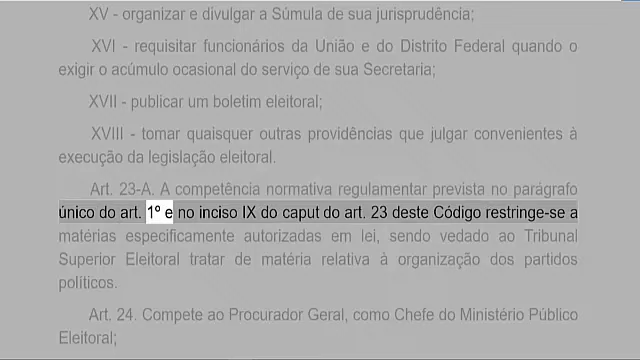 XV - organizar e divulgar a Súmula de sua jurisprudência;
XVI - requisitar funcionários da União e do Distrito Federal quando o
exigir o acúmulo ocasional do serviço de sua Secretaria;
XVII - publicar um boletim eleitoral;
XVIII - tomar quaisquer outras providências que julgar convenientes à
execução da legislação eleitoral.
Art. 23-A. A competência normativa regulamentar prevista no parágrafo
único do art. 1º e no inciso IX do caput do art. 23 deste Código restringe-se a
matérias especificamente autorizadas em lei, sendo vedado ao Tribunal
Superior Eleitoral tratar de matéria relativa à organização dos partidos
políticos.
Art. 24. Compete ao Procurador Geral, como Chefe do Ministério Público
Eleitoral;